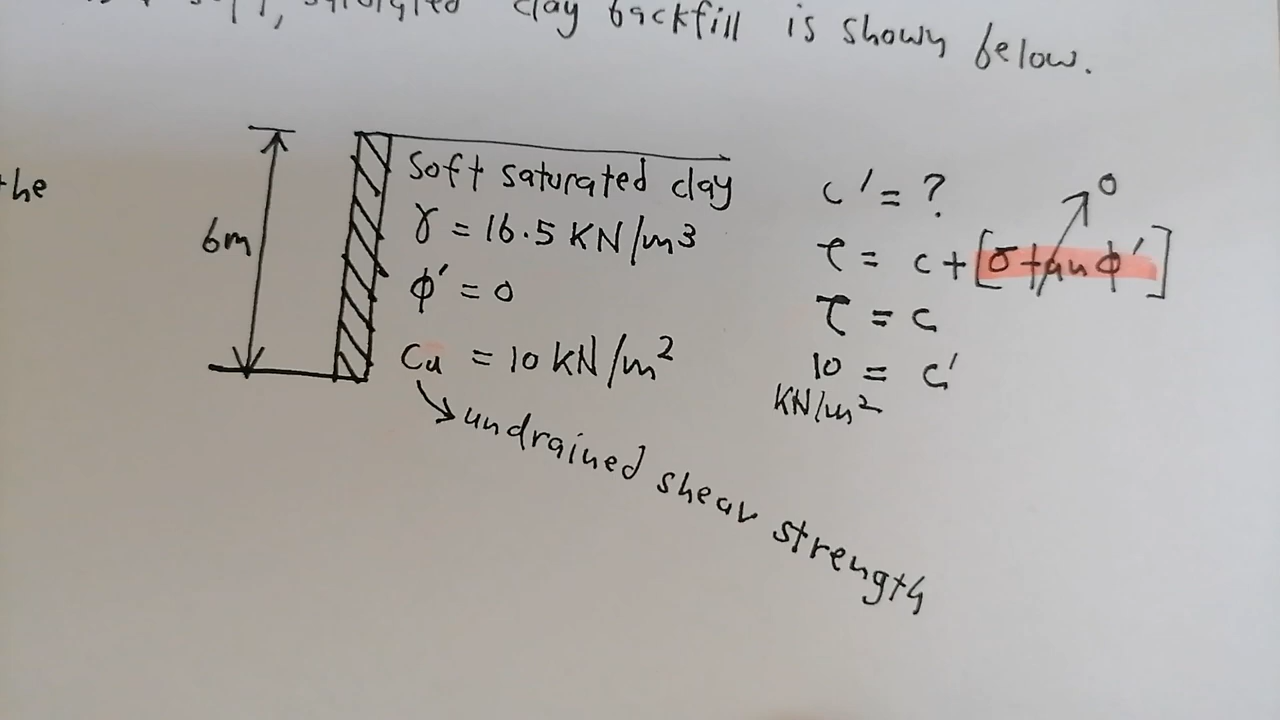 clay backfill is shown below.
the
6m
soft saturated clay
γ = 16.5 KN/m3
ϕ' = 0
Cu = 10 kN/m2
undrained shear strength
c' = ?
0
τ = c + [σ tan ϕ']
τ = c
10 = c'
KN/m2